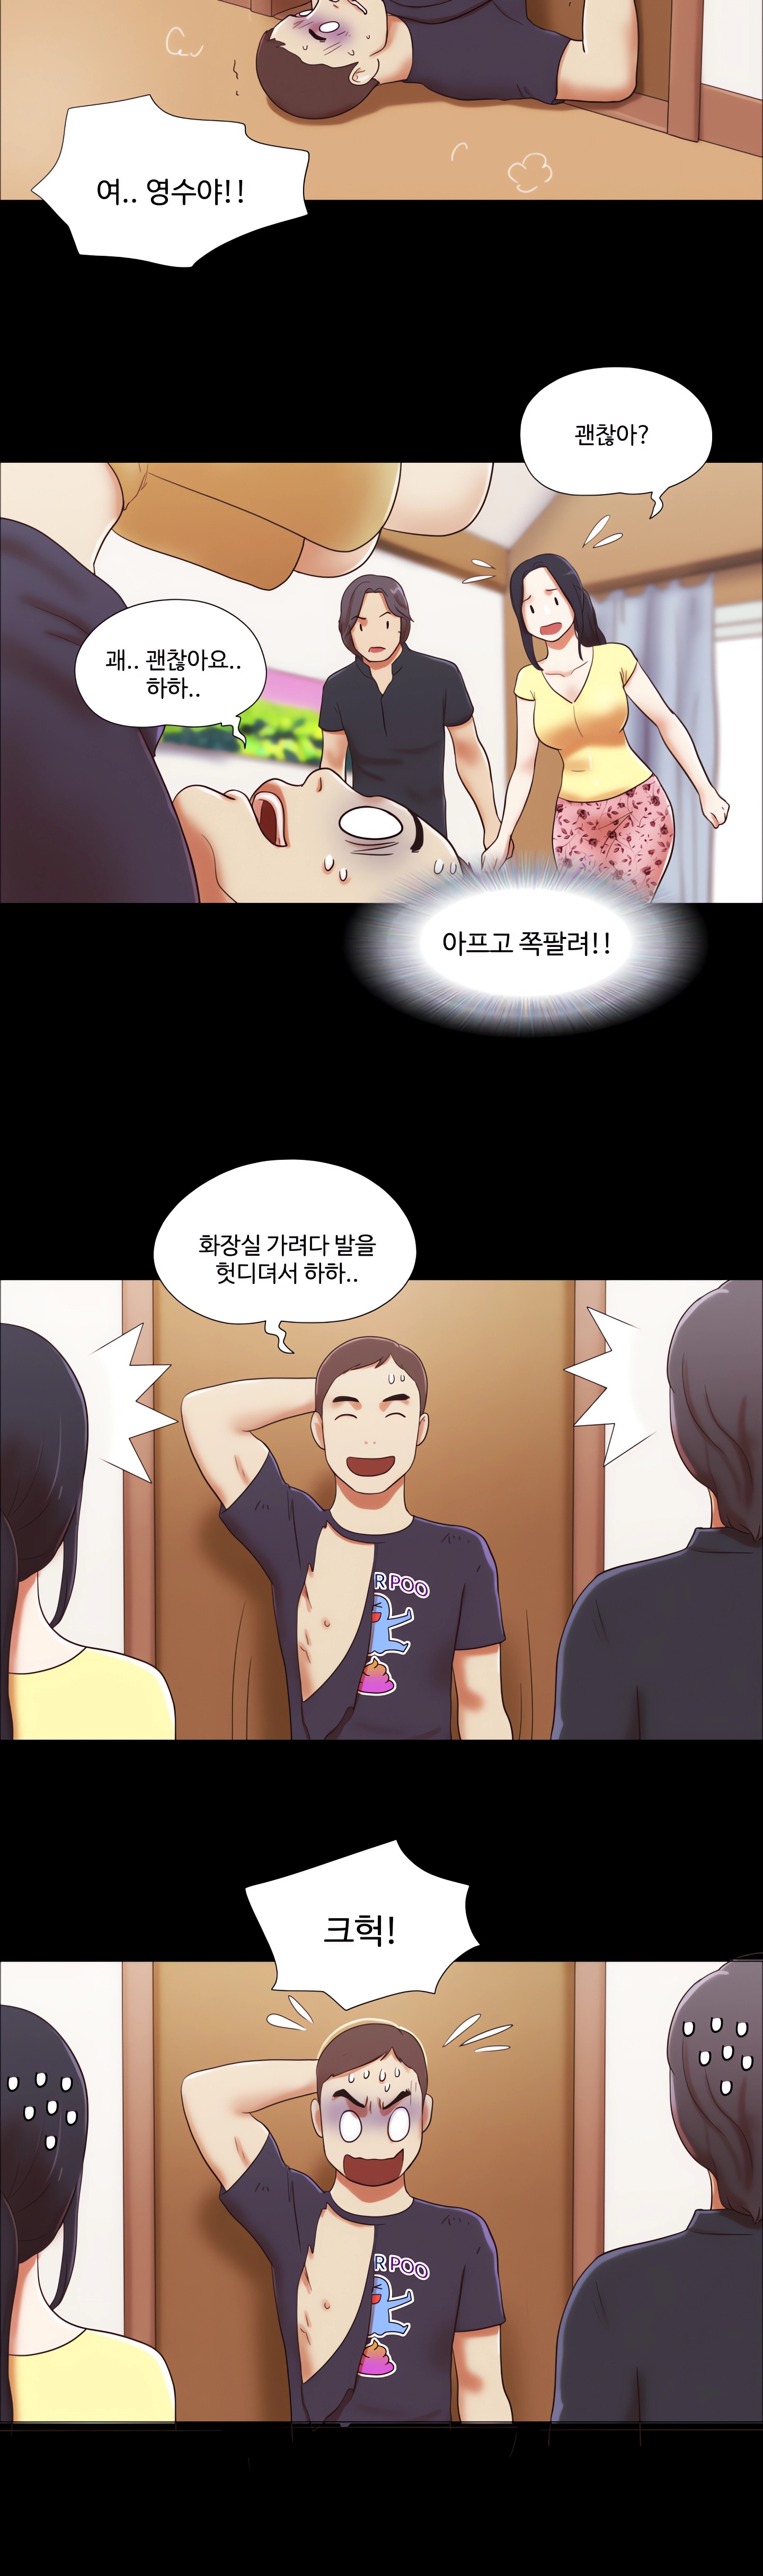 여.. 영수야!!
괜찮아?
괘.. 괜찮아요..
하하..
아프고 쪽팔려!!
화장실 가려다 발을
헛디뎌서 하하..
R POO
크헉!
R POO